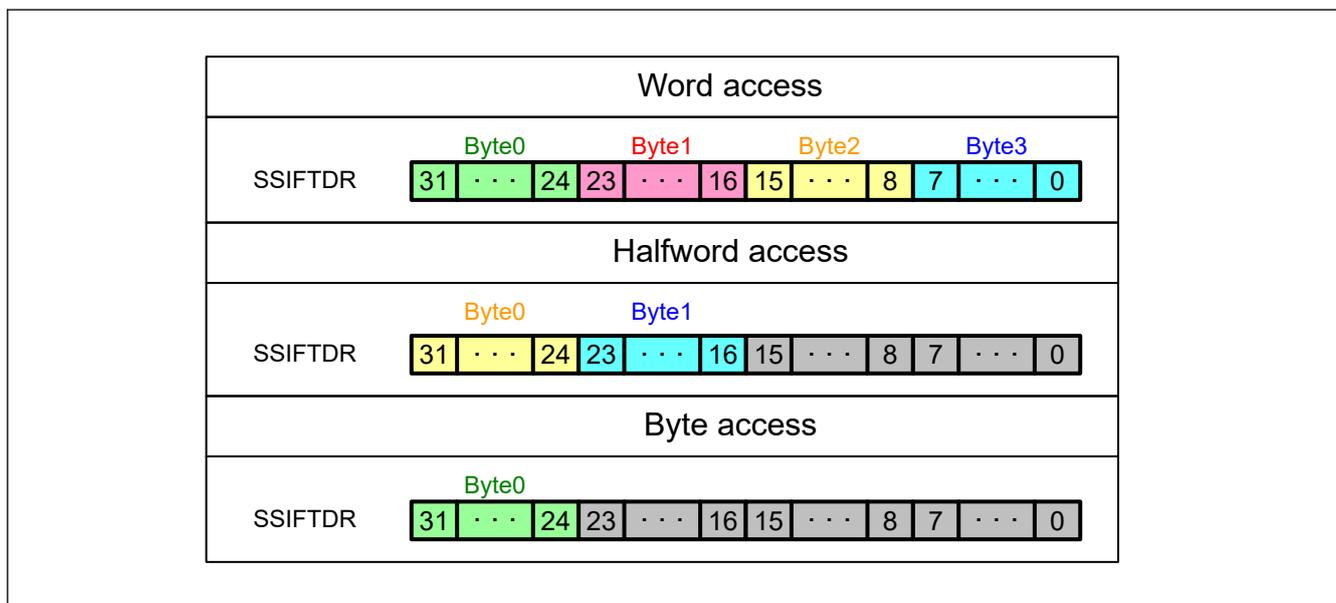 Word access
Byte0 Byte1 Byte2 Byte3
SSIFTDR 31 ··· 24 23 ··· 16 15 ··· 8 7 ··· 0
Halfword access
Byte0 Byte1
SSIFTDR 31 ··· 24 23 ··· 16 15 ··· 8 7 ··· 0
Byte access
Byte0
SSIFTDR 31 ··· 24 23 ··· 16 15 ··· 8 7 ··· 0